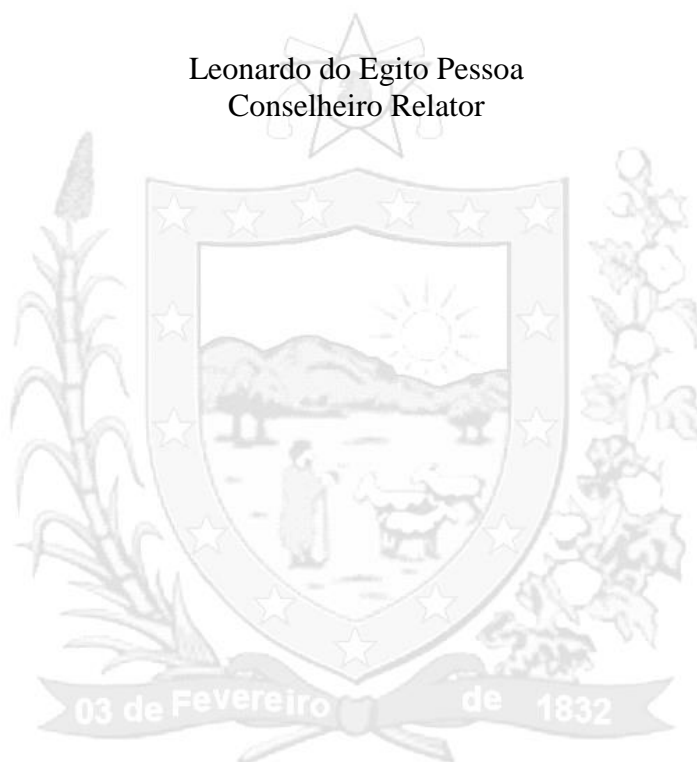 Leonardo do Egito Pessoa
Conselheiro Relator
03 de Fevereiro de 1832